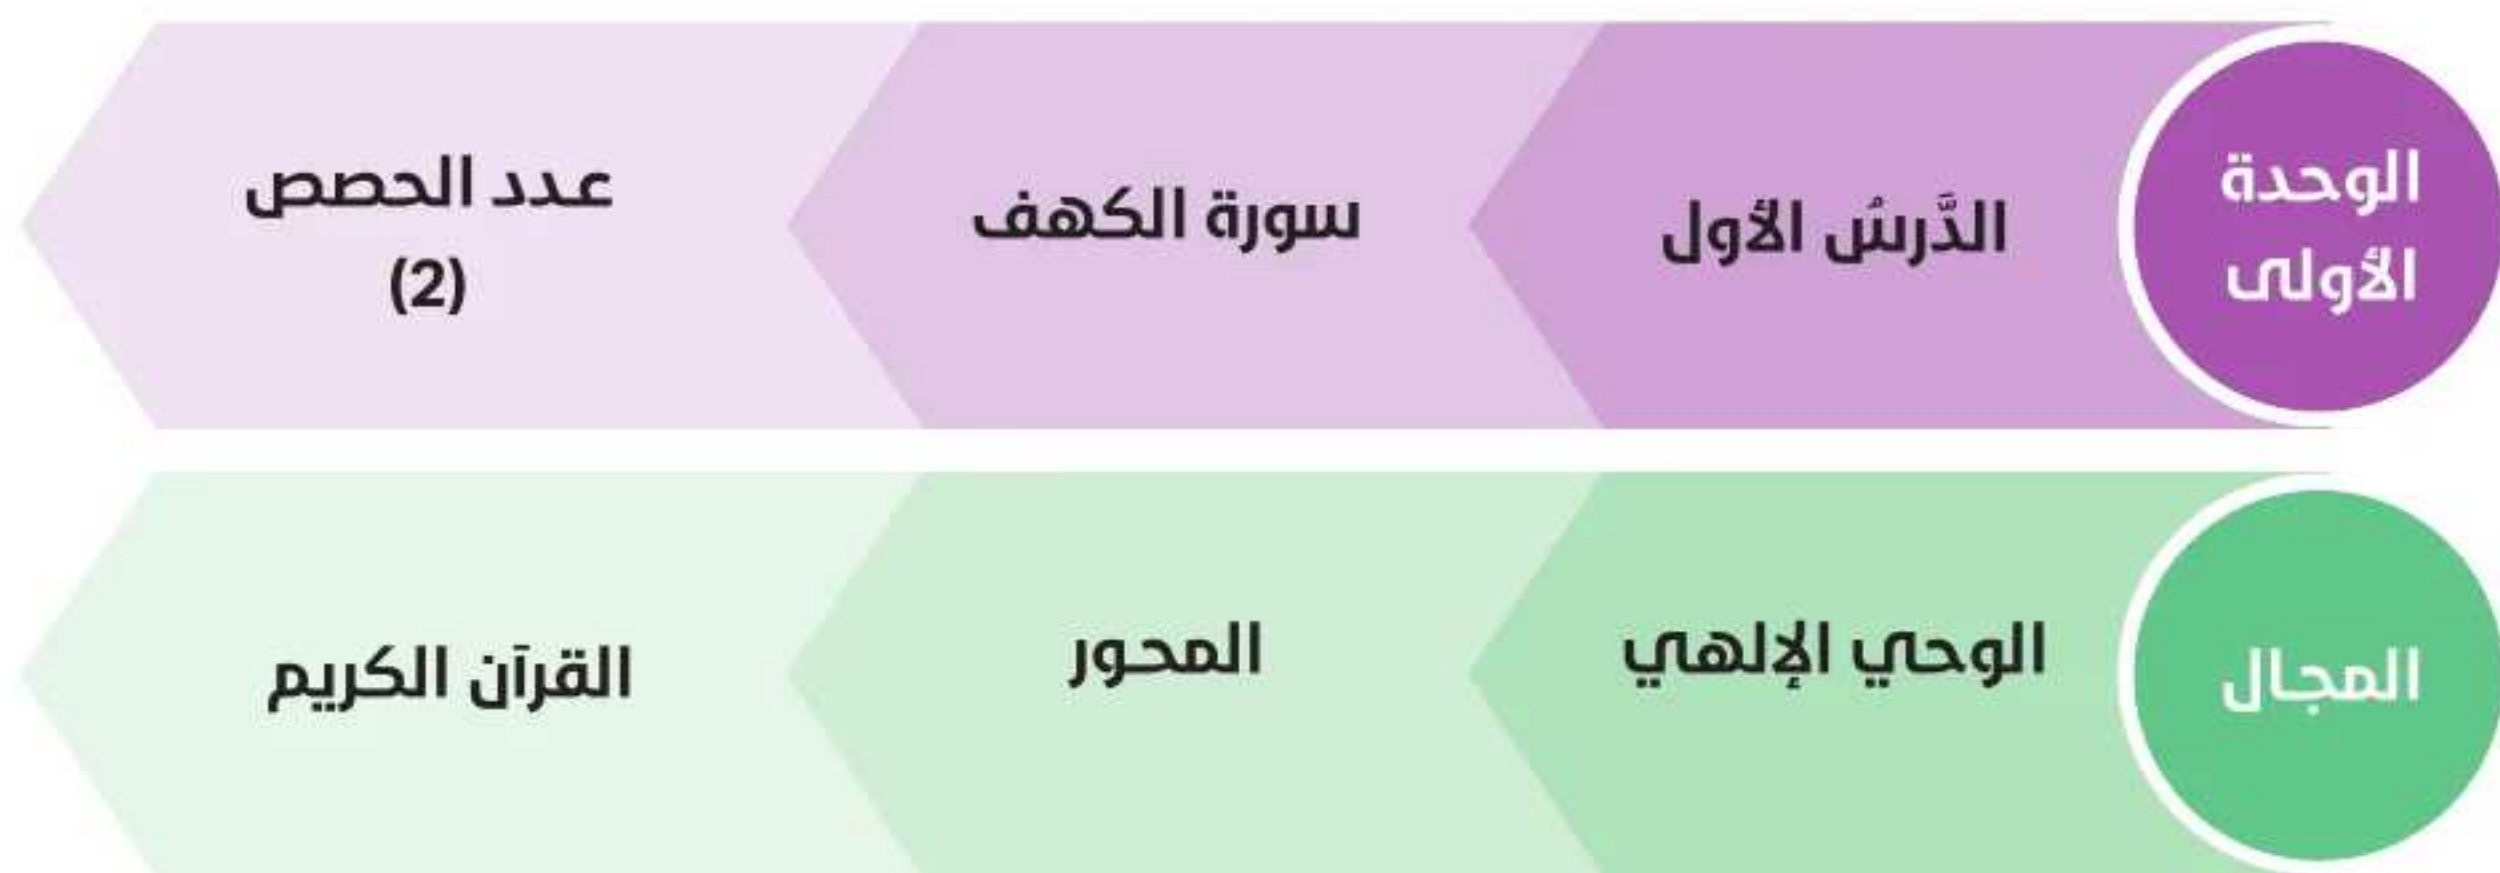 الوحدة
الأولى
الدَّرسُ الأول
سورة الكهف
عدد الحصص
(2)
المجال
الوحي الإلهي
المحور
القرآن الكريم